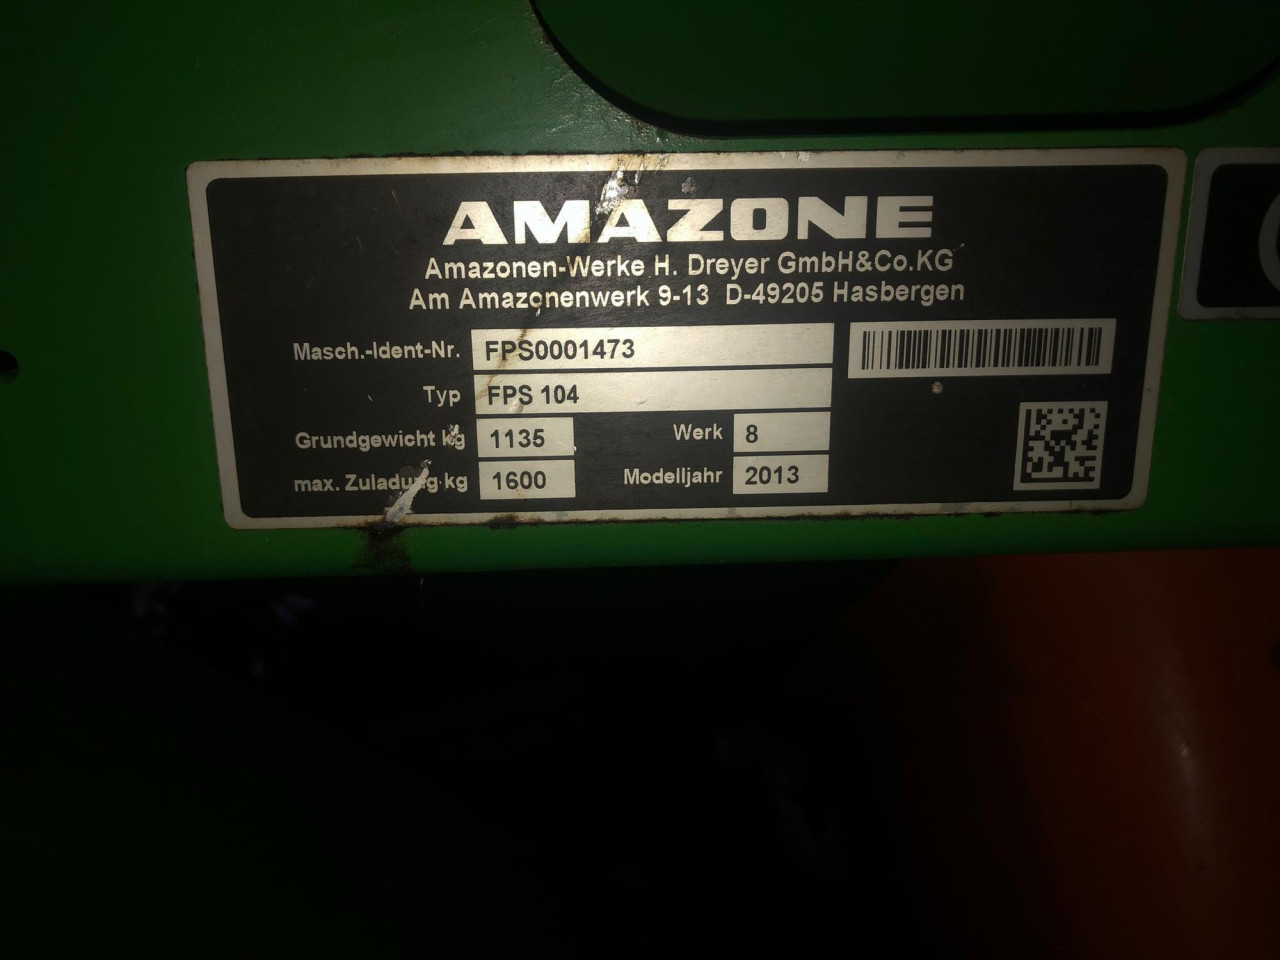 AMAZONE
Amazonen-Werke H. Dreyer GmbH&Co.KG
Am Amazonenwerk 9-13 D-49205 Hasbergen
Masch.-Ident-Nr. FPS0001473
Typ FPS 104
Grundgewicht kg 1135 Werk 8
max. Zuladung kg 1600 Modelljahr 2013